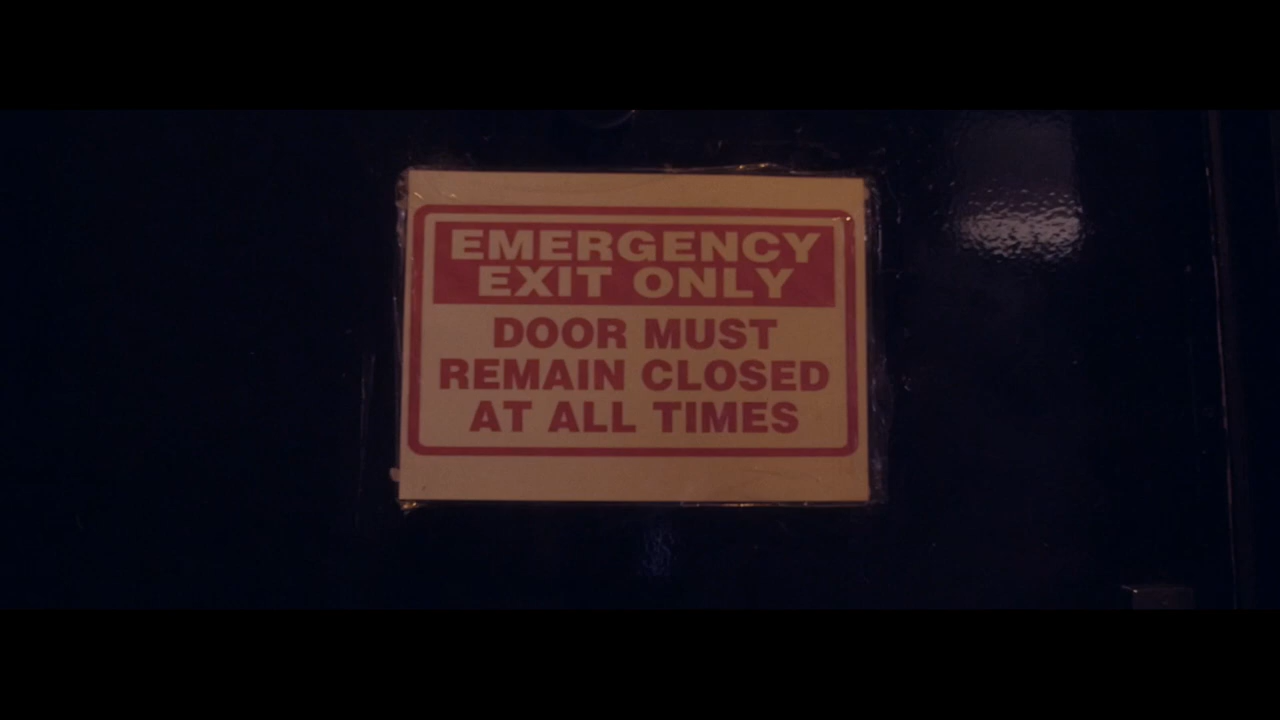 EMERGENCY
EXIT ONLY
DOOR MUST
REMAIN CLOSED
AT ALL TIMES